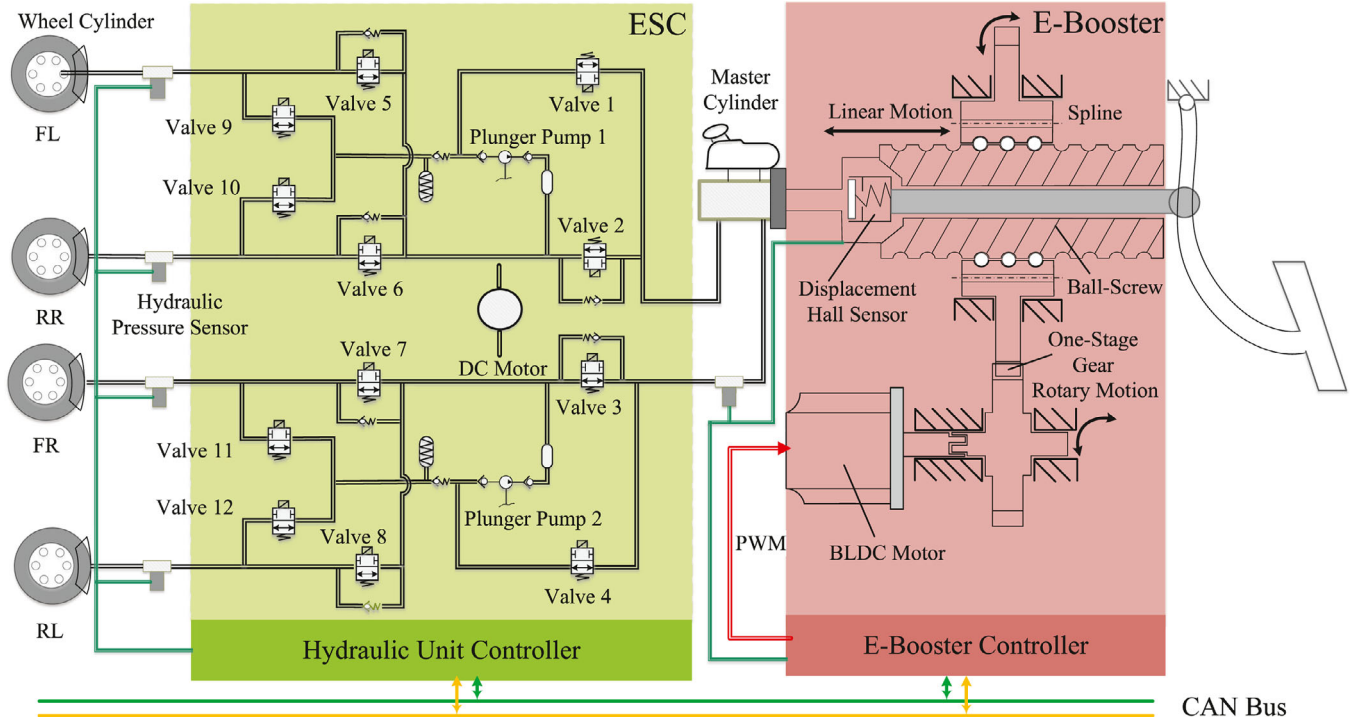 Wheel Cylinder
ESC
E-Booster
FL
Valve 5
Valve 1
Valve 9
Plunger Pump 1
Master
Cylinder
Linear Motion
Spline
Valve 10
RR
Valve 2
Valve 6
Hydraulic
Pressure Sensor
DC Motor
Displacement
Hall Sensor
Ball-Screw
One-Stage
Gear
Rotary Motion
Valve 7
Valve 3
FR
Valve 11
Valve 12
Plunger Pump 2
Valve 8
Valve 4
PWM
BLDC Motor
RL
Hydraulic Unit Controller
E-Booster Controller
CAN Bus